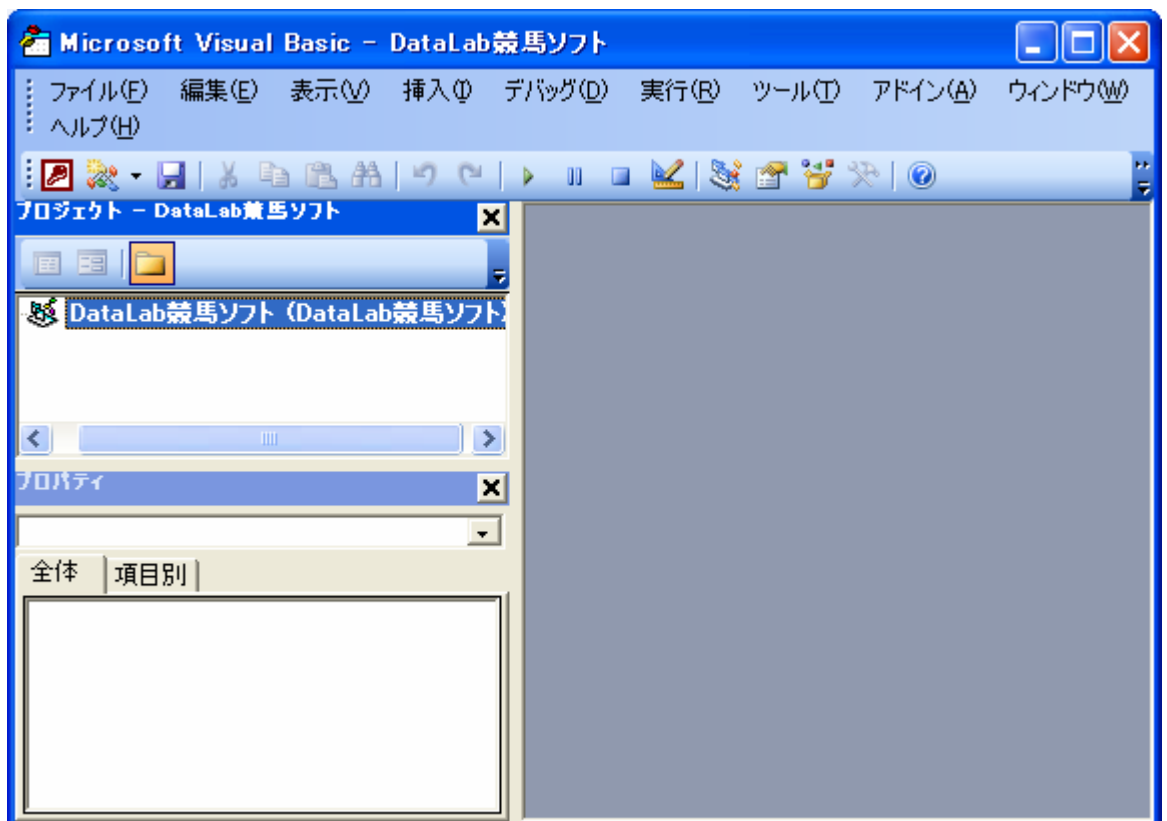 Microsoft Visual Basic - DataLab競馬ソフト
ファイル(F) 編集(E) 表示(V) 挿入(I) デバッグ(D) 実行(R) ツール(T) アドイン(A) ウィンドウ(W)
ヘルプ(H)
プロジェクト - DataLab競馬ソフト
DataLab競馬ソフト (DataLab競馬ソフト)
プロパティ
全体 項目別